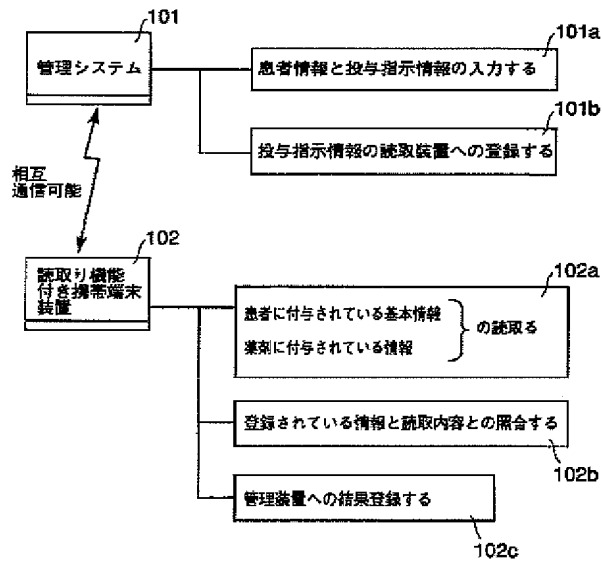 101
管理システム
101a
患者情報と投与指示情報の入力する
101b
投与指示情報の読取装置への登録する
相互
通信可能
102
読取り機能
付き携帯端末
装置
102a
患者に付与されている基本情報
薬剤に付与されている情報
の読取る
登録されている情報と読取内容との照合する
102b
管理装置への結果登録する
102c